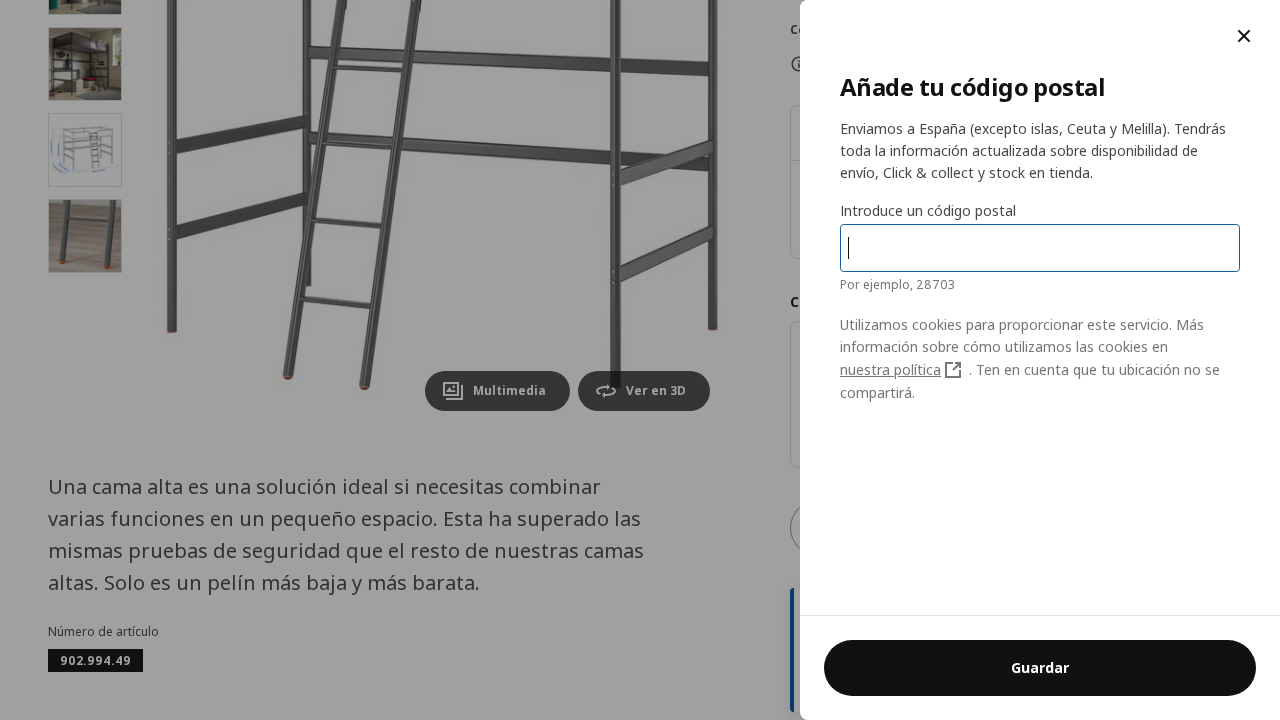 Multimedia
Ver en 3D
Una cama alta es una solución ideal si necesitas combinar
varias funciones en un pequeño espacio. Esta ha superado las
mismas pruebas de seguridad que el resto de nuestras camas
altas. Solo es un pelín más baja y más barata.
Número de artículo
902.994.49
Añade tu código postal
Enviamos a España (excepto islas, Ceuta y Melilla). Tendrás
toda la información actualizada sobre disponibilidad de
envío, Click & collect y stock en tienda.
Introduce un código postal
Por ejemplo, 28703
Utilizamos cookies para proporcionar este servicio. Más
información sobre cómo utilizamos las cookies en
nuestra política . Ten en cuenta que tu ubicación no se
compartirá.
Guardar